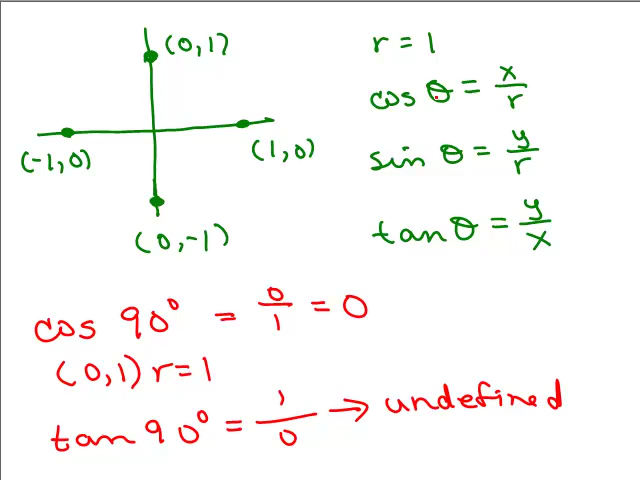 (0,1)
(-1,0)
(1,0)
(0,-1)
r = 1
cos θ = x/r
sin θ = y/r
tan θ = y/x
cos 90° = 0/1 = 0
(0,1) r=1
tan 90° = 1/0 → undefined